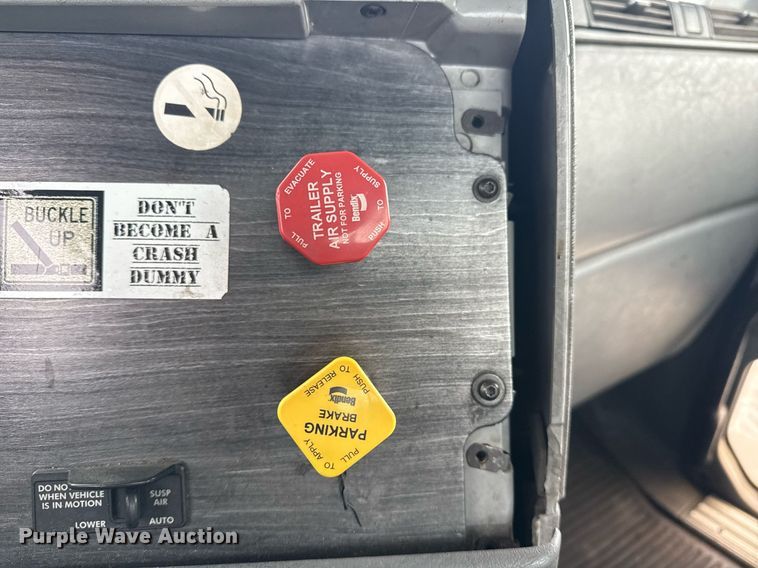 BUCKLE
UP
DON'T
BECOME A
CRASH
DUMMY
PULL TO EVACUATE
TRAILER
AIR SUPPLY
NOT FOR PARKING
Bendix
PUSH TO SUPPLY
PUSH TO RELEASE
Bendix
PARKING
BRAKE
PULL TO APPLY
DO NO
WHEN VEHICLE
IS IN MOTION
LOWER
SUSP
AIR
AUTO
Purple Wave Auction